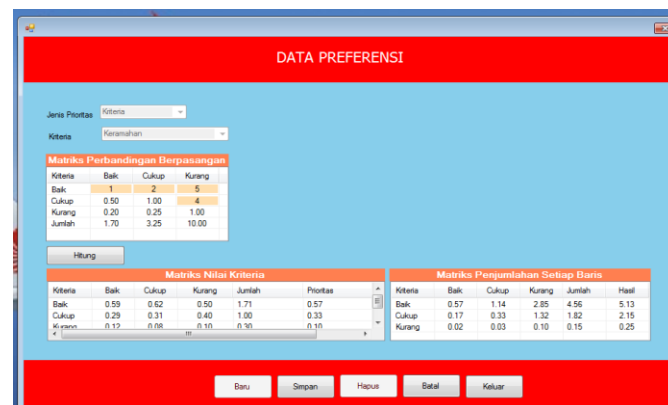 DATA PREFERENSI
Jenis Prioritas Kriteria
Kriteria Keramahan
Matriks Perbandingan Berpasangan
Kriteria Baik Cukup Kurang
Baik 1 2 5
Cukup 0.50 1.00 4
Kurang 0.20 0.25 1.00
Jumlah 1.70 3.25 10.00
Hitung
Matriks Nilai Kriteria
Kriteria Baik Cukup Kurang Jumlah Prioritas
Baik 0.59 0.62 0.50 1.71 0.57
Cukup 0.29 0.31 0.40 1.00 0.33
Kurang 0.12 0.08 0.10 0.30 0.10
Matriks Penjumlahan Setiap Baris
Kriteria Baik Cukup Kurang Jumlah Hasil
Baik 0.57 1.14 2.85 4.56 5.13
Cukup 0.17 0.33 1.32 1.82 2.15
Kurang 0.02 0.03 0.10 0.15 0.25
Baru Simpan Hapus Batal Keluar